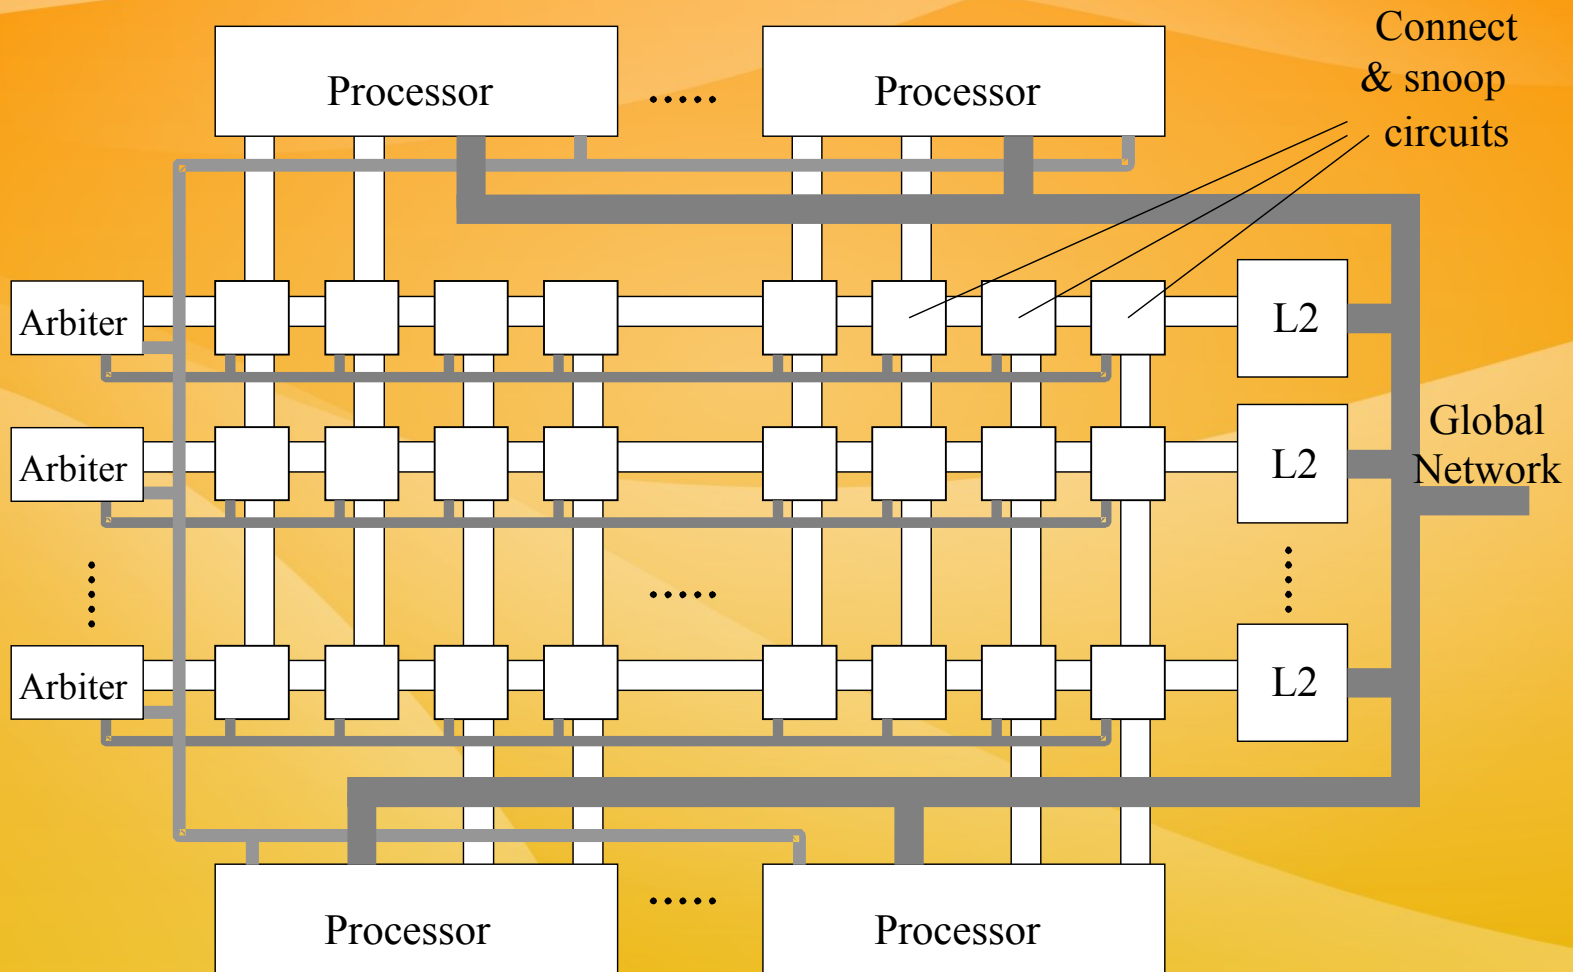 Connect
& snoop
circuits
Processor
.....
Processor
Arbiter
L2
Arbiter
L2
Global
Network
.....
Arbiter
L2
Processor
.....
Processor